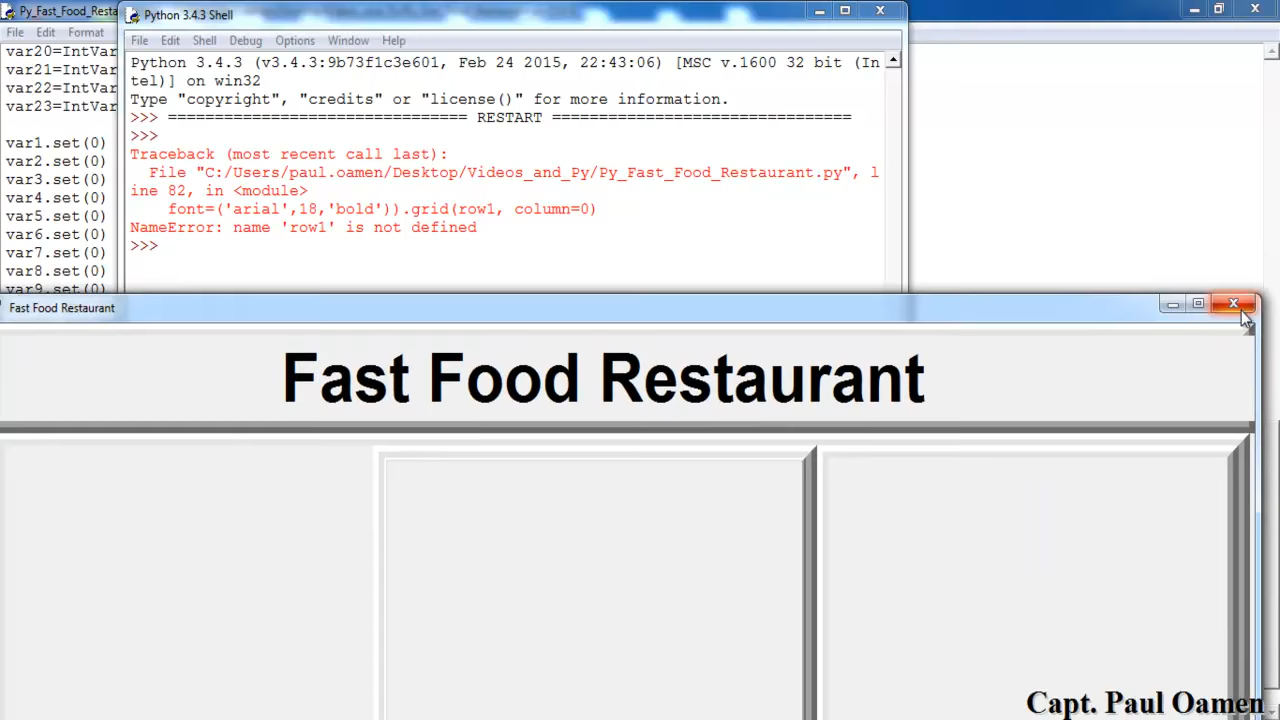 Py_Fast_Food_Resta
File Edit Format
var20=IntVar
var21=IntVar
var22=IntVar
var23=IntVar
var1.set(0)
var2.set(0)
var3.set(0)
var4.set(0)
var5.set(0)
var6.set(0)
var7.set(0)
var8.set(0)
var9.set(0)
Python 3.4.3 Shell
File Edit Shell Debug Options Window Help
Python 3.4.3 (v3.4.3:9b73f1c3e601, Feb 24 2015, 22:43:06) [MSC v.1600 32 bit (In
tel)] on win32
Type "copyright", "credits" or "license()" for more information.
>>> ================================ RESTART ================================
>>>
Traceback (most recent call last):
  File "C:/Users/paul.oamen/Desktop/Videos_and_Py/Py_Fast_Food_Restaurant.py", l
ine 82, in <module>
    font=('arial',18,'bold')).grid(row1, column=0)
NameError: name 'row1' is not defined
>>>
Fast Food Restaurant
Fast Food Restaurant
Capt. Paul Oamen